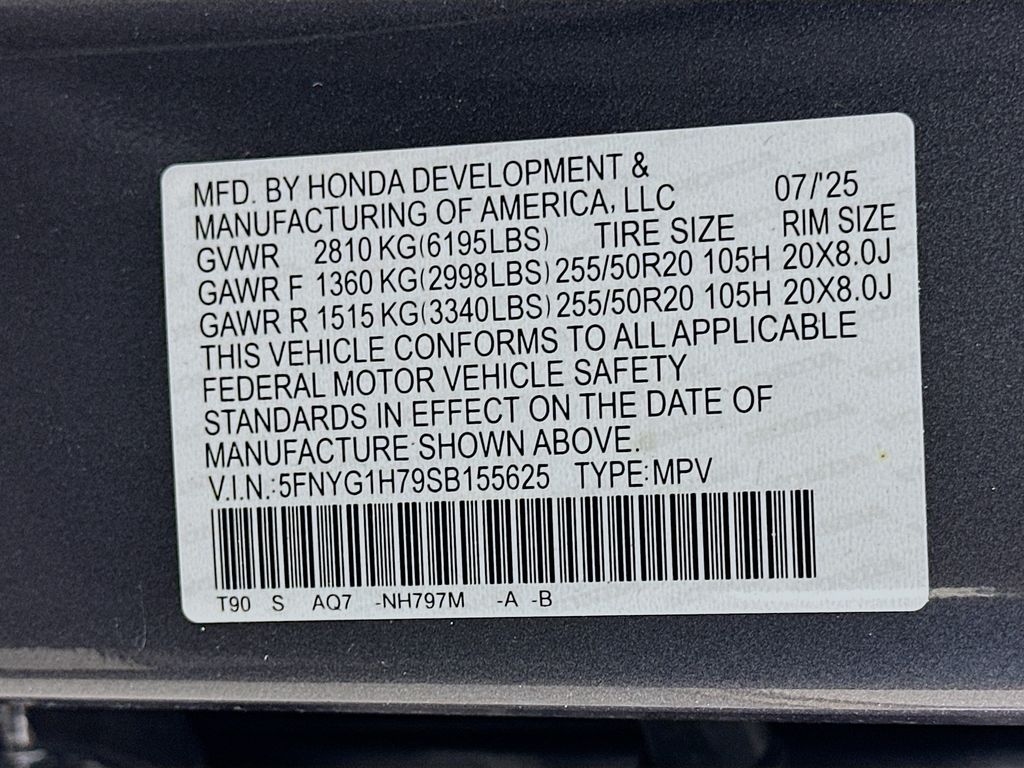 MFD. BY HONDA DEVELOPMENT &
MANUFACTURING OF AMERICA, LLC 07/'25
GVWR 2810 KG(6195LBS) TIRE SIZE RIM SIZE
GAWR F 1360 KG(2998LBS) 255/50R20 105H 20X8.0J
GAWR R 1515 KG(3340LBS) 255/50R20 105H 20X8.0J
THIS VEHICLE CONFORMS TO ALL APPLICABLE
FEDERAL MOTOR VEHICLE SAFETY
STANDARDS IN EFFECT ON THE DATE OF
MANUFACTURE SHOWN ABOVE.
V.I.N.:5FNYG1H79SB155625 TYPE:MPV
T90 S AQ7 -NH797M -A -B